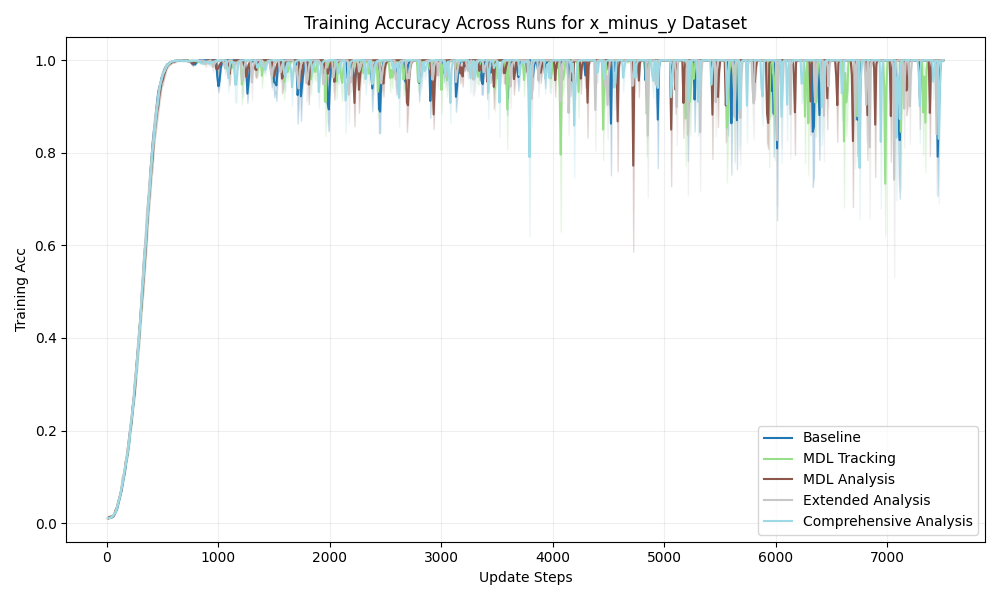 Training Accuracy Across Runs for x_minus_y Dataset
Training Acc
1.0
0.8
0.6
0.4
0.2
0.0
0
1000
2000
3000
4000
5000
6000
7000
Update Steps
Baseline
MDL Tracking
MDL Analysis
Extended Analysis
Comprehensive Analysis